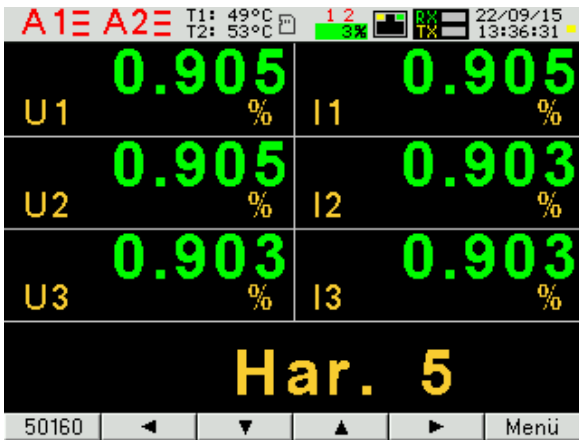 A1 A2 T1: 49°C T2: 53°C 1 2 3% RX TX 22/09/15 13:36:31
0.905 0.905
U1 % I1 %
0.905 0.903
U2 % I2 %
0.903 0.903
U3 % I3 %
Har. 5
50160 ◄ ▼ ▲ ► Menü